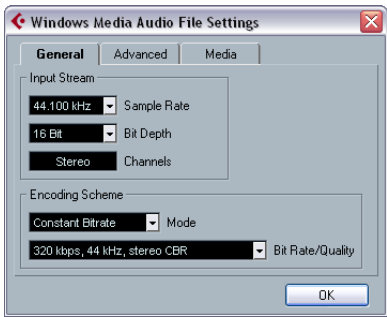 Windows Media Audio File Settings
General Advanced Media
Input Stream
44.100 kHz Sample Rate
16 Bit Bit Depth
Stereo Channels
Encoding Scheme
Constant Bitrate Mode
320 kbps, 44 kHz, stereo CBR Bit Rate/Quality
OK